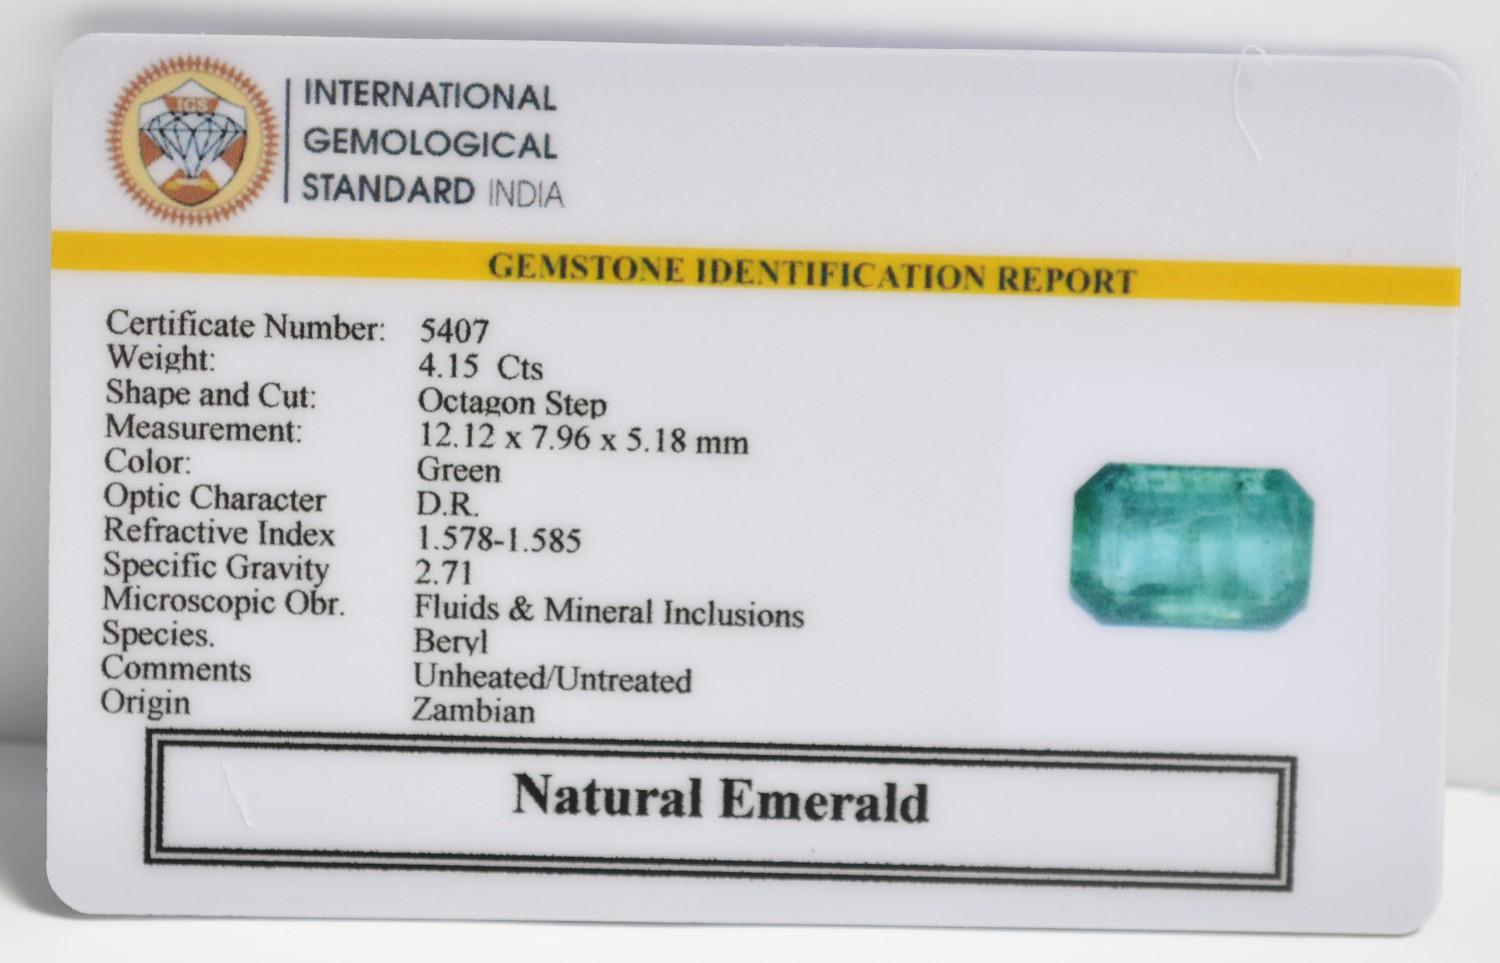 IGS
INTERNATIONAL
GEMOLOGICAL
STANDARD INDIA
GEMSTONE IDENTIFICATION REPORT
Certificate Number: 5407
Weight: 4.15 Cts
Shape and Cut: Octagon Step
Measurement: 12.12 x 7.96 x 5.18 mm
Color: Green
Optic Character D.R.
Refractive Index 1.578-1.585
Specific Gravity 2.71
Microscopic Obr. Fluids & Mineral Inclusions
Species. Beryl
Comments Unheated/Untreated
Origin Zambian
Natural Emerald